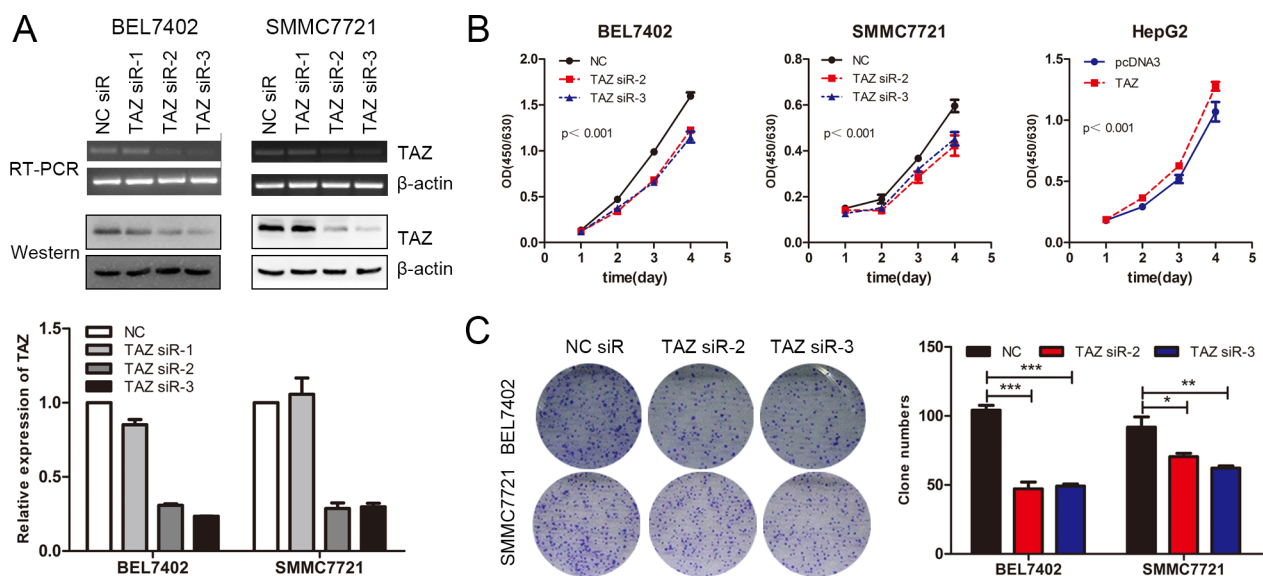 A
BEL7402
SMMC7721
NC siR
TAZ siR-1
TAZ siR-2
TAZ siR-3
NC siR
TAZ siR-1
TAZ siR-2
TAZ siR-3
RT-PCR
TAZ
β-actin
Western
TAZ
β-actin
Relative expression of TAZ
1.5
1.0
0.5
0.0
NC
TAZ siR-1
TAZ siR-2
TAZ siR-3
BEL7402
SMMC7721
B
BEL7402
OD(450/630)
2.0
1.5
1.0
0.5
0.0
NC
TAZ siR-2
TAZ siR-3
p< 0.001
0 1 2 3 4 5
time(day)
SMMC7721
OD(450/630)
0.8
0.6
0.4
0.2
0.0
NC
TAZ siR-2
TAZ siR-3
p< 0.001
0 1 2 3 4 5
time(day)
HepG2
OD(450/630)
1.5
1.0
0.5
0.0
pcDNA3
TAZ
p< 0.001
0 1 2 3 4 5
time(day)
C
NC siR
TAZ siR-2
TAZ siR-3
BEL7402
SMMC7721
Clone numbers
150
100
50
0
NC
TAZ siR-2
TAZ siR-3
***
***
**
*
BEL7402
SMMC7721